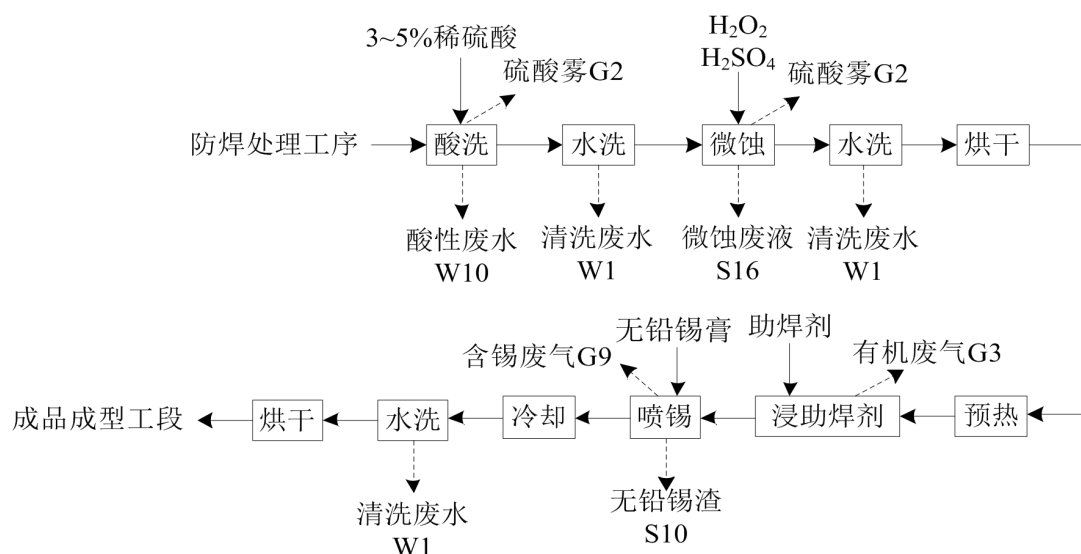 3~5%稀硫酸
硫酸雾G2
H₂O₂
H₂SO₄
硫酸雾G2
防焊处理工序
酸洗
水洗
微蚀
水洗
烘干
酸性废水
W10
清洗废水
W1
微蚀废液
S16
清洗废水
W1
含锡废气G9
无铅锡膏
助焊剂
有机废气G3
成品成型工段
烘干
水洗
冷却
喷锡
浸助焊剂
预热
清洗废水
W1
无铅锡渣
S10